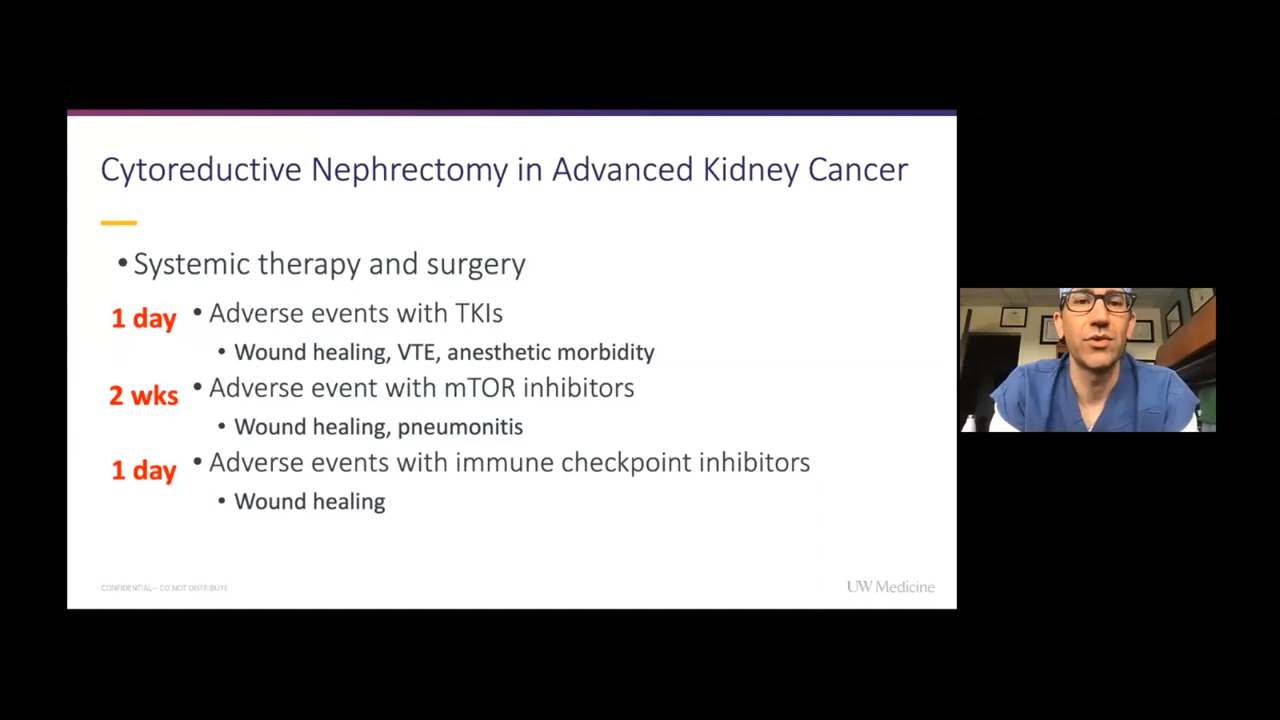 Cytoreductive Nephrectomy in Advanced Kidney Cancer
• Systemic therapy and surgery
1 day • Adverse events with TKIs
• Wound healing, VTE, anesthetic morbidity
2 wks • Adverse event with mTOR inhibitors
• Wound healing, pneumonitis
1 day • Adverse events with immune checkpoint inhibitors
• Wound healing
CONFIDENTIAL – DO NOT DISTRIBUTE
UW Medicine